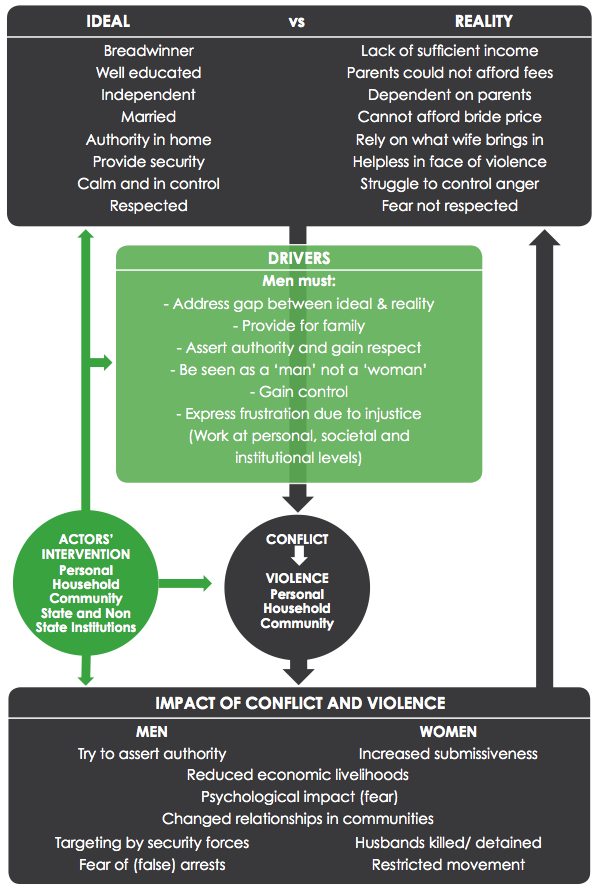 IDEAL vs REALITY
Breadwinner Lack of sufficient income
Well educated Parents could not afford fees
Independent Dependent on parents
Married Cannot afford bride price
Authority in home Rely on what wife brings in
Provide security Helpless in face of violence
Calm and in control Struggle to control anger
Respected Fear not respected
DRIVERS
Men must:
- Address gap between ideal & reality
- Provide for family
- Assert authority and gain respect
- Be seen as a ‘man’ not a ‘woman’
- Gain control
- Express frustration due to injustice
(Work at personal, societal and
institutional levels)
ACTORS’
INTERVENTION
Personal
Household
Community
State and Non
State Institutions
CONFLICT
VIOLENCE
Personal
Household
Community
IMPACT OF CONFLICT AND VIOLENCE
MEN WOMEN
Try to assert authority Increased submissiveness
Reduced economic livelihoods
Psychological impact (fear)
Changed relationships in communities
Targeting by security forces Husbands killed/ detained
Fear of (false) arrests Restricted movement